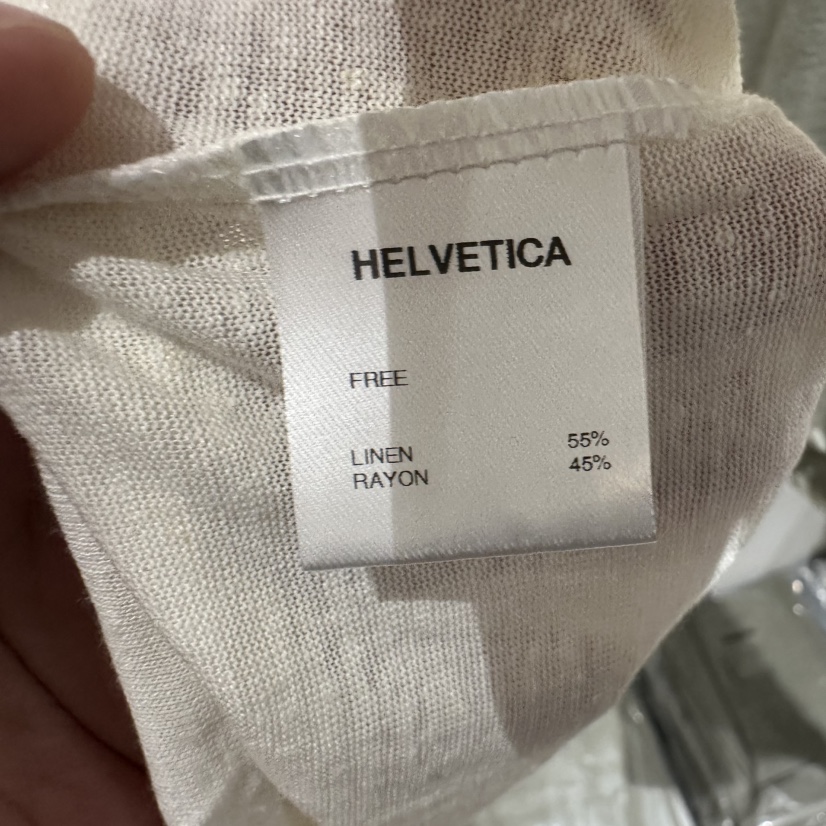 HELVETICA
FREE
LINEN 55%
RAYON 45%